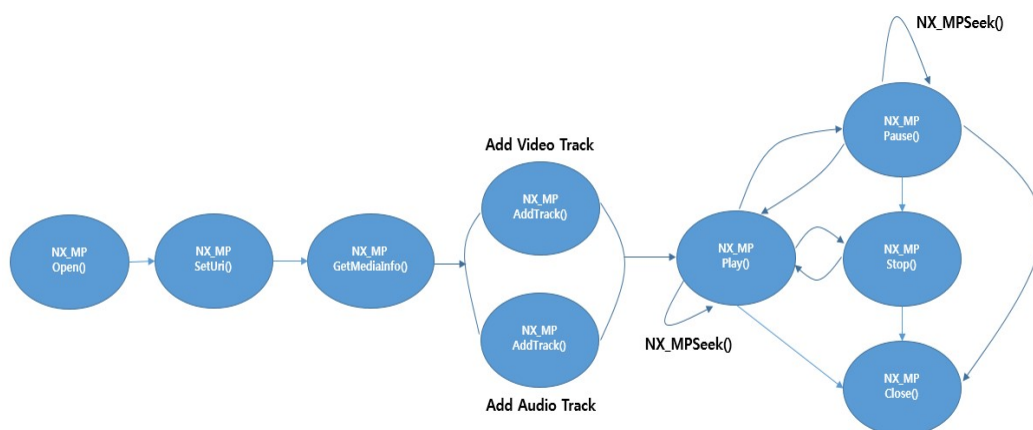 NX_MP
Open()
NX_MP
SetUri()
NX_MP
GetMediaInfo()
Add Video Track
NX_MP
AddTrack()
NX_MP
AddTrack()
Add Audio Track
NX_MP
Play()
NX_MPSeek()
NX_MPSeek()
NX_MP
Pause()
NX_MP
Stop()
NX_MP
Close()